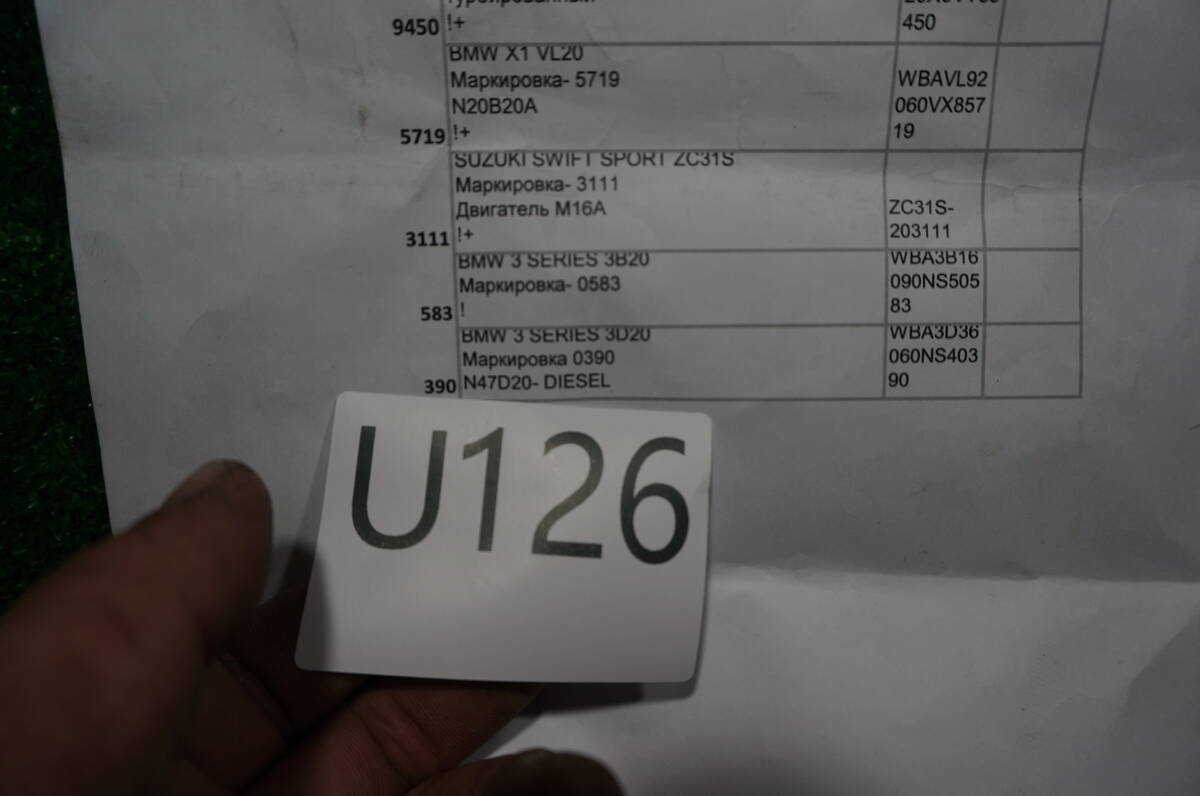 9450 !+
450
BMW X1 VL20
Маркировка- 5719
N20B20A
5719 !+
WBAVL92
060VX857
19
SUZUKI SWIFT SPORT ZC31S
Маркировка- 3111
Двигатель M16A
3111 !+
ZC31S-
203111
BMW 3 SERIES 3B20
Маркировка- 0583
583 !
WBA3B16
090NS505
83
BMW 3 SERIES 3D20
Маркировка 0390
390 N47D20- DIESEL
WBA3D36
060NS403
90
U126